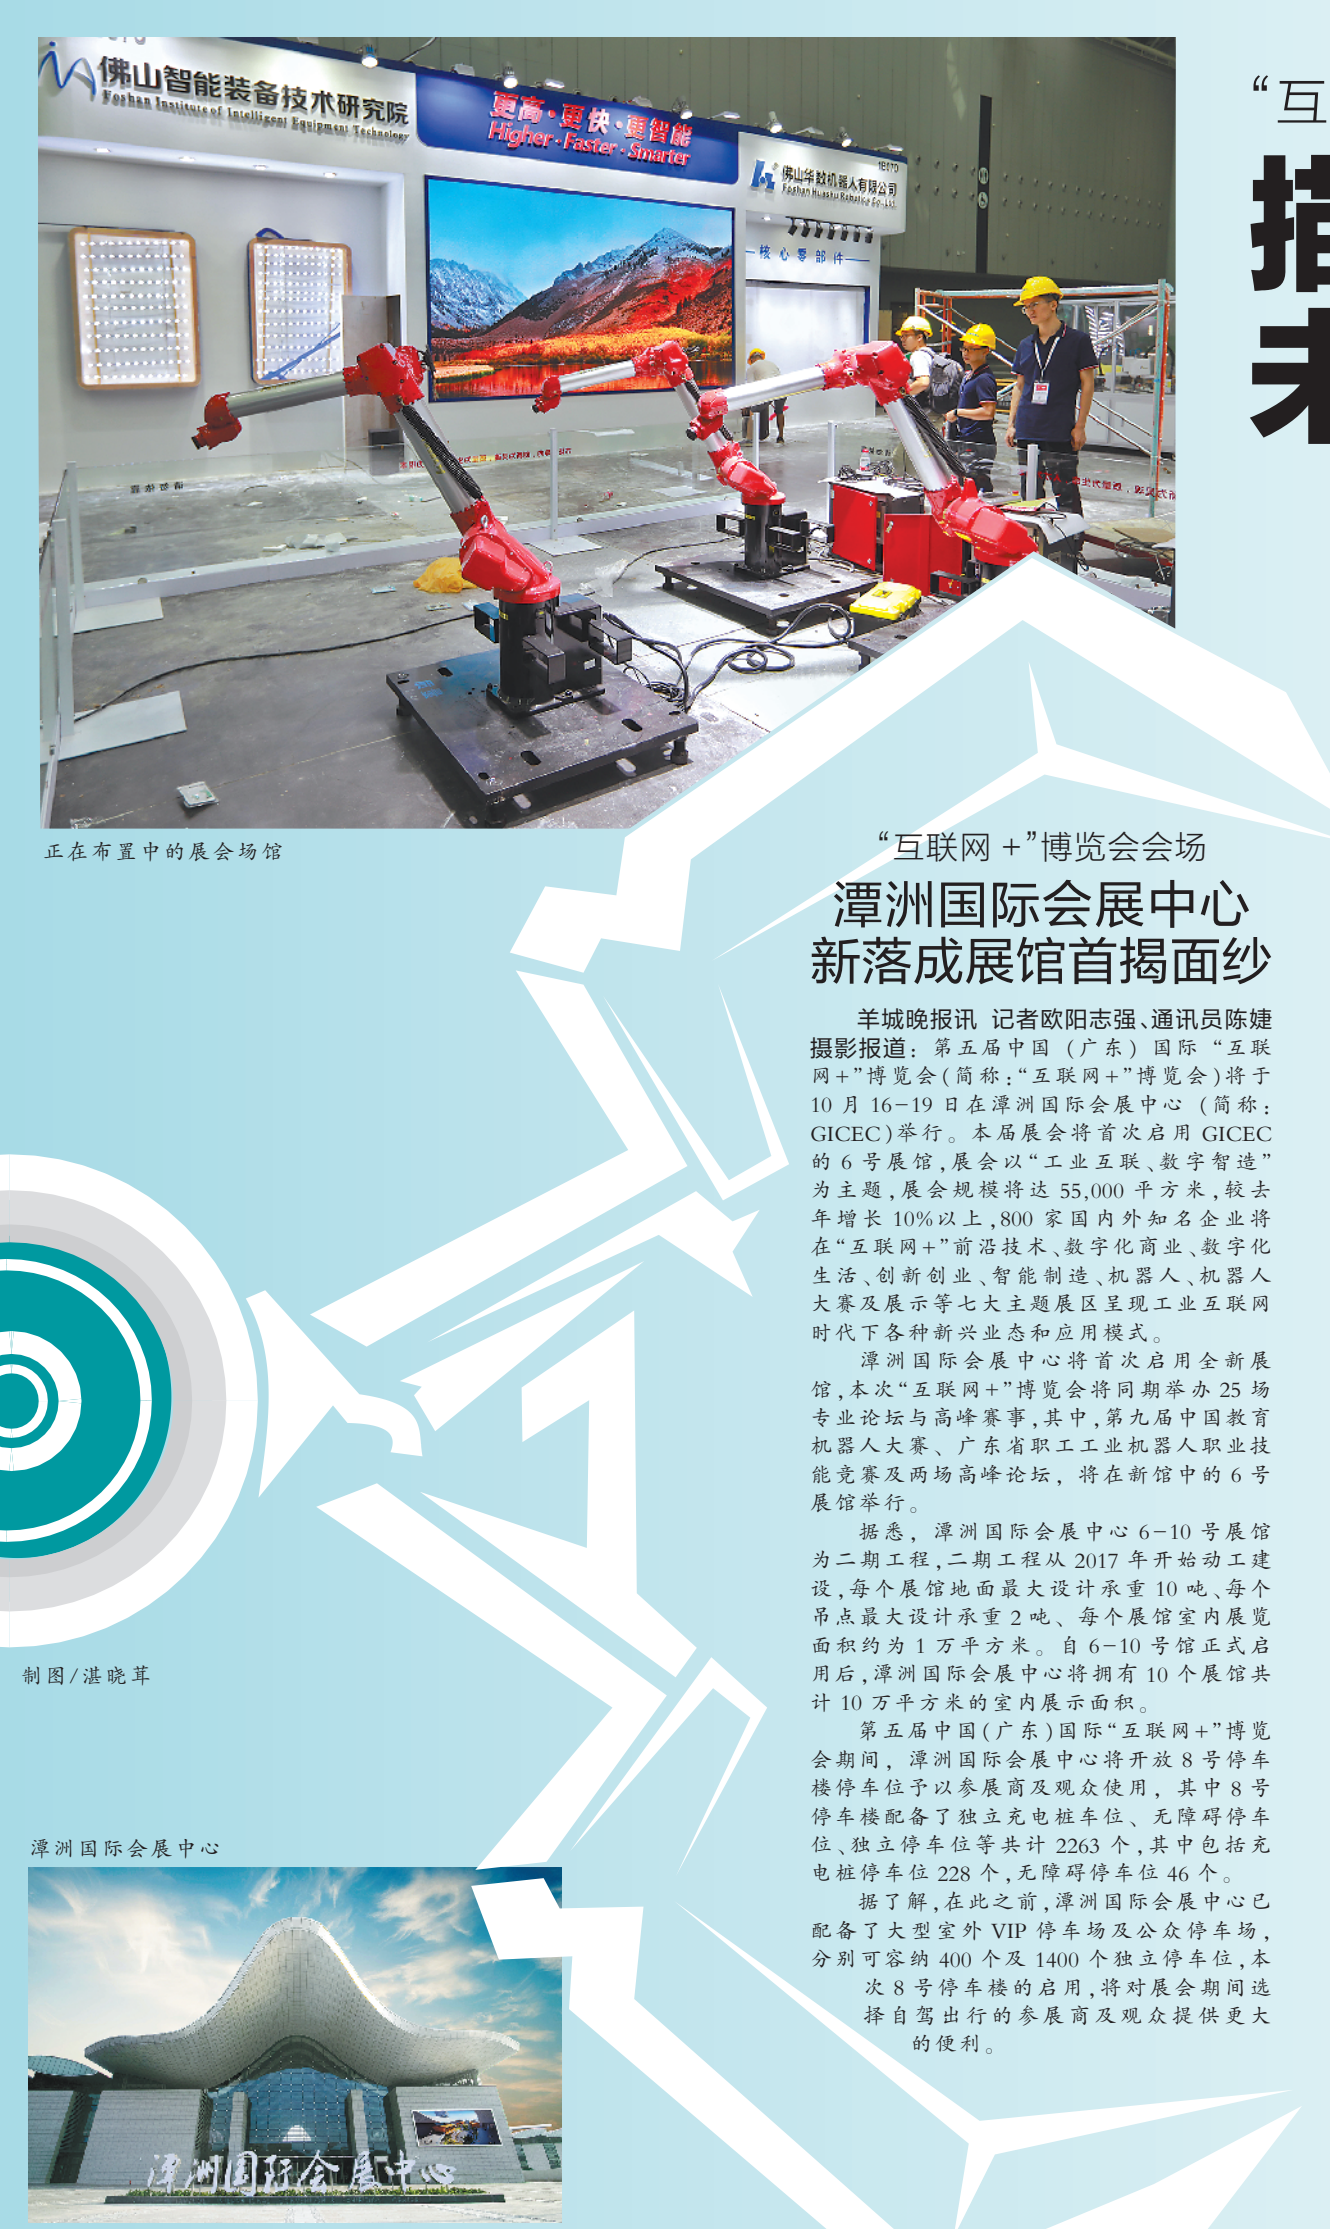 佛山智能装备技术研究院
Foshan Institute of Intelligent Equipment Technology
更高·更快·更智能
Higher·Faster·Smarter
1B17D
佛山华数机器人有限公司
Foshan Huashu Robotics Co.,Ltd.
核心零部件
“互
描
未
正在布置中的展会场馆
“互联网+”博览会会场
潭洲国际会展中心
新落成展馆首揭面纱
羊城晚报讯 记者欧阳志强、通讯员陈婕
摄影报道：第五届中国（广东）国际“互联
网+”博览会(简称:“互联网+”博览会)将于
10月16-19日在潭洲国际会展中心（简称：
GICEC)举行。本届展会将首次启用GICEC
的6号展馆,展会以“工业互联、数字智造”
为主题,展会规模将达55,000平方米,较去
年增长10%以上,800家国内外知名企业将
在“互联网+”前沿技术、数字化商业、数字化
生活、创新创业、智能制造、机器人、机器人
大赛及展示等七大主题展区呈现工业互联网
时代下各种新兴业态和应用模式。
潭洲国际会展中心将首次启用全新展
馆,本次“互联网+”博览会将同期举办25场
专业论坛与高峰赛事,其中,第九届中国教育
机器人大赛、广东省职工工业机器人职业技
能竞赛及两场高峰论坛，将在新馆中的6号
展馆举行。
据悉，潭洲国际会展中心6-10号展馆
为二期工程,二期工程从2017年开始动工建
设,每个展馆地面最大设计承重10吨、每个
吊点最大设计承重2吨、每个展馆室内展览
面积约为1万平方米。自6-10号馆正式启
用后,潭洲国际会展中心将拥有10个展馆共
计10万平方米的室内展示面积。
第五届中国(广东)国际“互联网+”博览
会期间，潭洲国际会展中心将开放8号停车
楼停车位予以参展商及观众使用，其中8号
停车楼配备了独立充电桩车位、无障碍停车
位、独立停车位等共计2263个,其中包括充
电桩停车位228个,无障碍停车位46个。
据了解,在此之前,潭洲国际会展中心已
配备了大型室外VIP停车场及公众停车场,
分别可容纳400个及1400个独立停车位,本
次8号停车楼的启用,将对展会期间选
择自驾出行的参展商及观众提供更大
的便利。
制图/湛晓茸
潭洲国际会展中心
潭洲国际会展中心